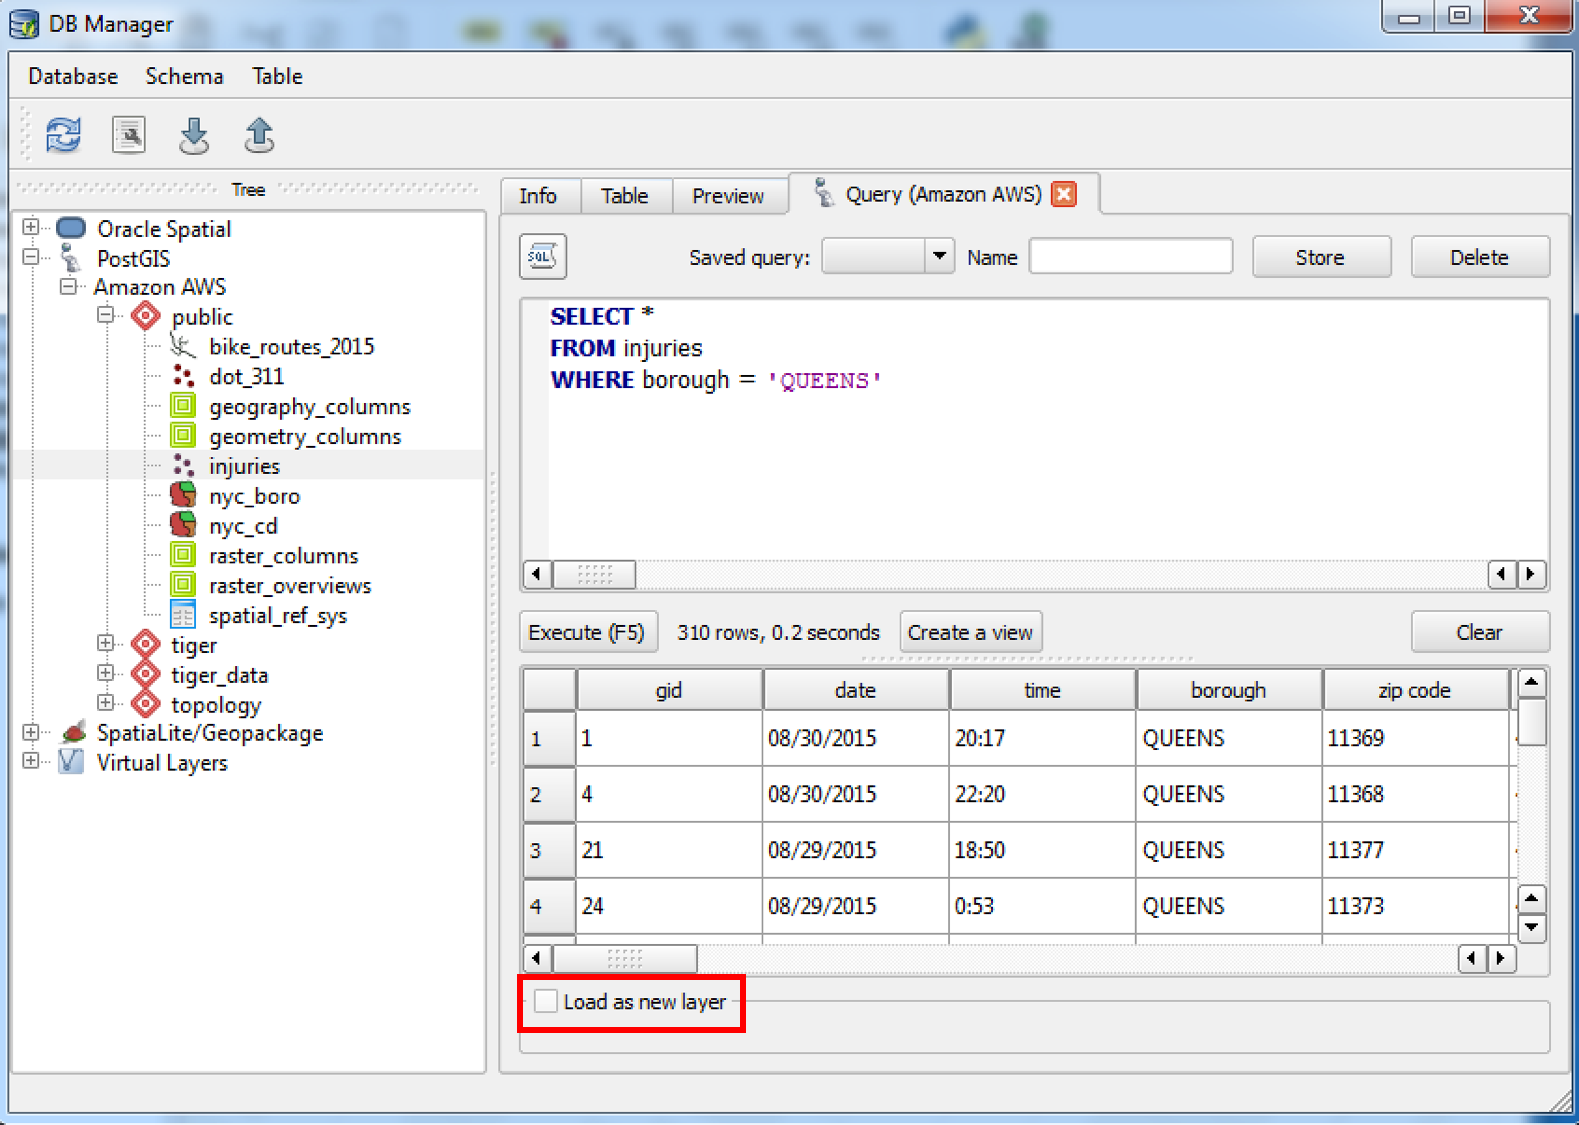 DB Manager
Database Schema Table
Tree
Oracle Spatial
PostGIS
Amazon AWS
public
bike_routes_2015
dot_311
geography_columns
geometry_columns
injuries
nyc_boro
nyc_cd
raster_columns
raster_overviews
spatial_ref_sys
tiger
tiger_data
topology
SpatiaLite/Geopackage
Virtual Layers
Info Table Preview Query (Amazon AWS)
SQL Saved query: Name Store Delete
SELECT *
FROM injuries
WHERE borough = 'QUEENS'
Execute (F5) 310 rows, 0.2 seconds Create a view Clear
gid date time borough zip code
1 1 08/30/2015 20:17 QUEENS 11369
2 4 08/30/2015 22:20 QUEENS 11368
3 21 08/29/2015 18:50 QUEENS 11377
4 24 08/29/2015 0:53 QUEENS 11373
Load as new layer